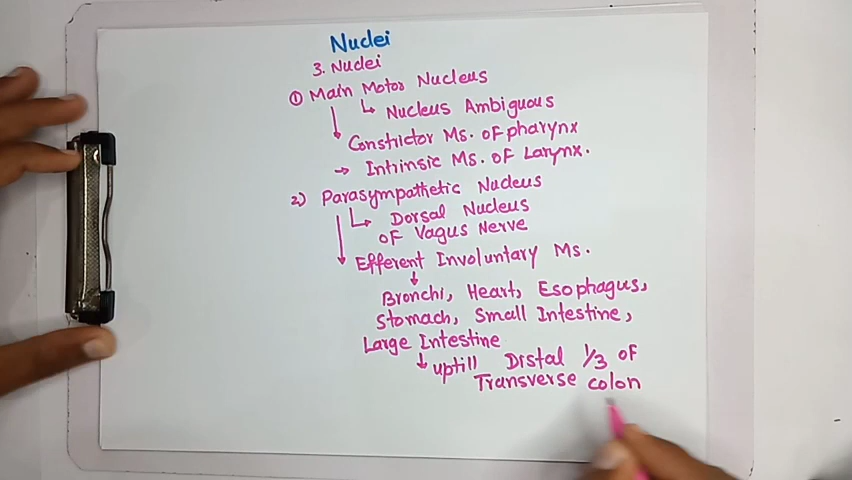 Nuclei
3. Nuclei
① Main Motor Nucleus
↳ Nucleus Ambiguous
Constrictor Ms. of pharynx
→ Intrinsic Ms. of Larynx.
2) Parasympathetic Nucleus
↳ Dorsal Nucleus
of Vagus Nerve
Efferent Involuntary Ms.
Bronchi, Heart, Esophagus,
Stomach, Small Intestine,
Large Intestine
↓ uptill Distal 1/3 of
Transverse colon